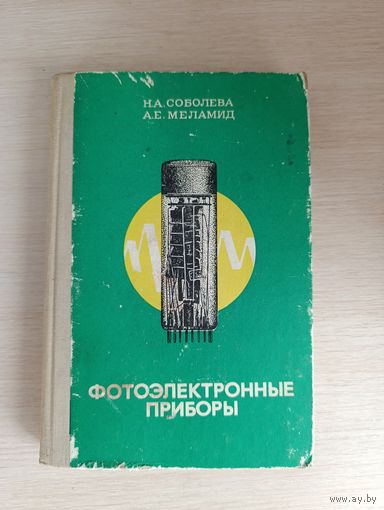 Н.А. СОБОЛЕВА
А.Е. МЕЛАМИД
ФОТОЭЛЕКТРОННЫЕ
ПРИБОРЫ
www.ay.by